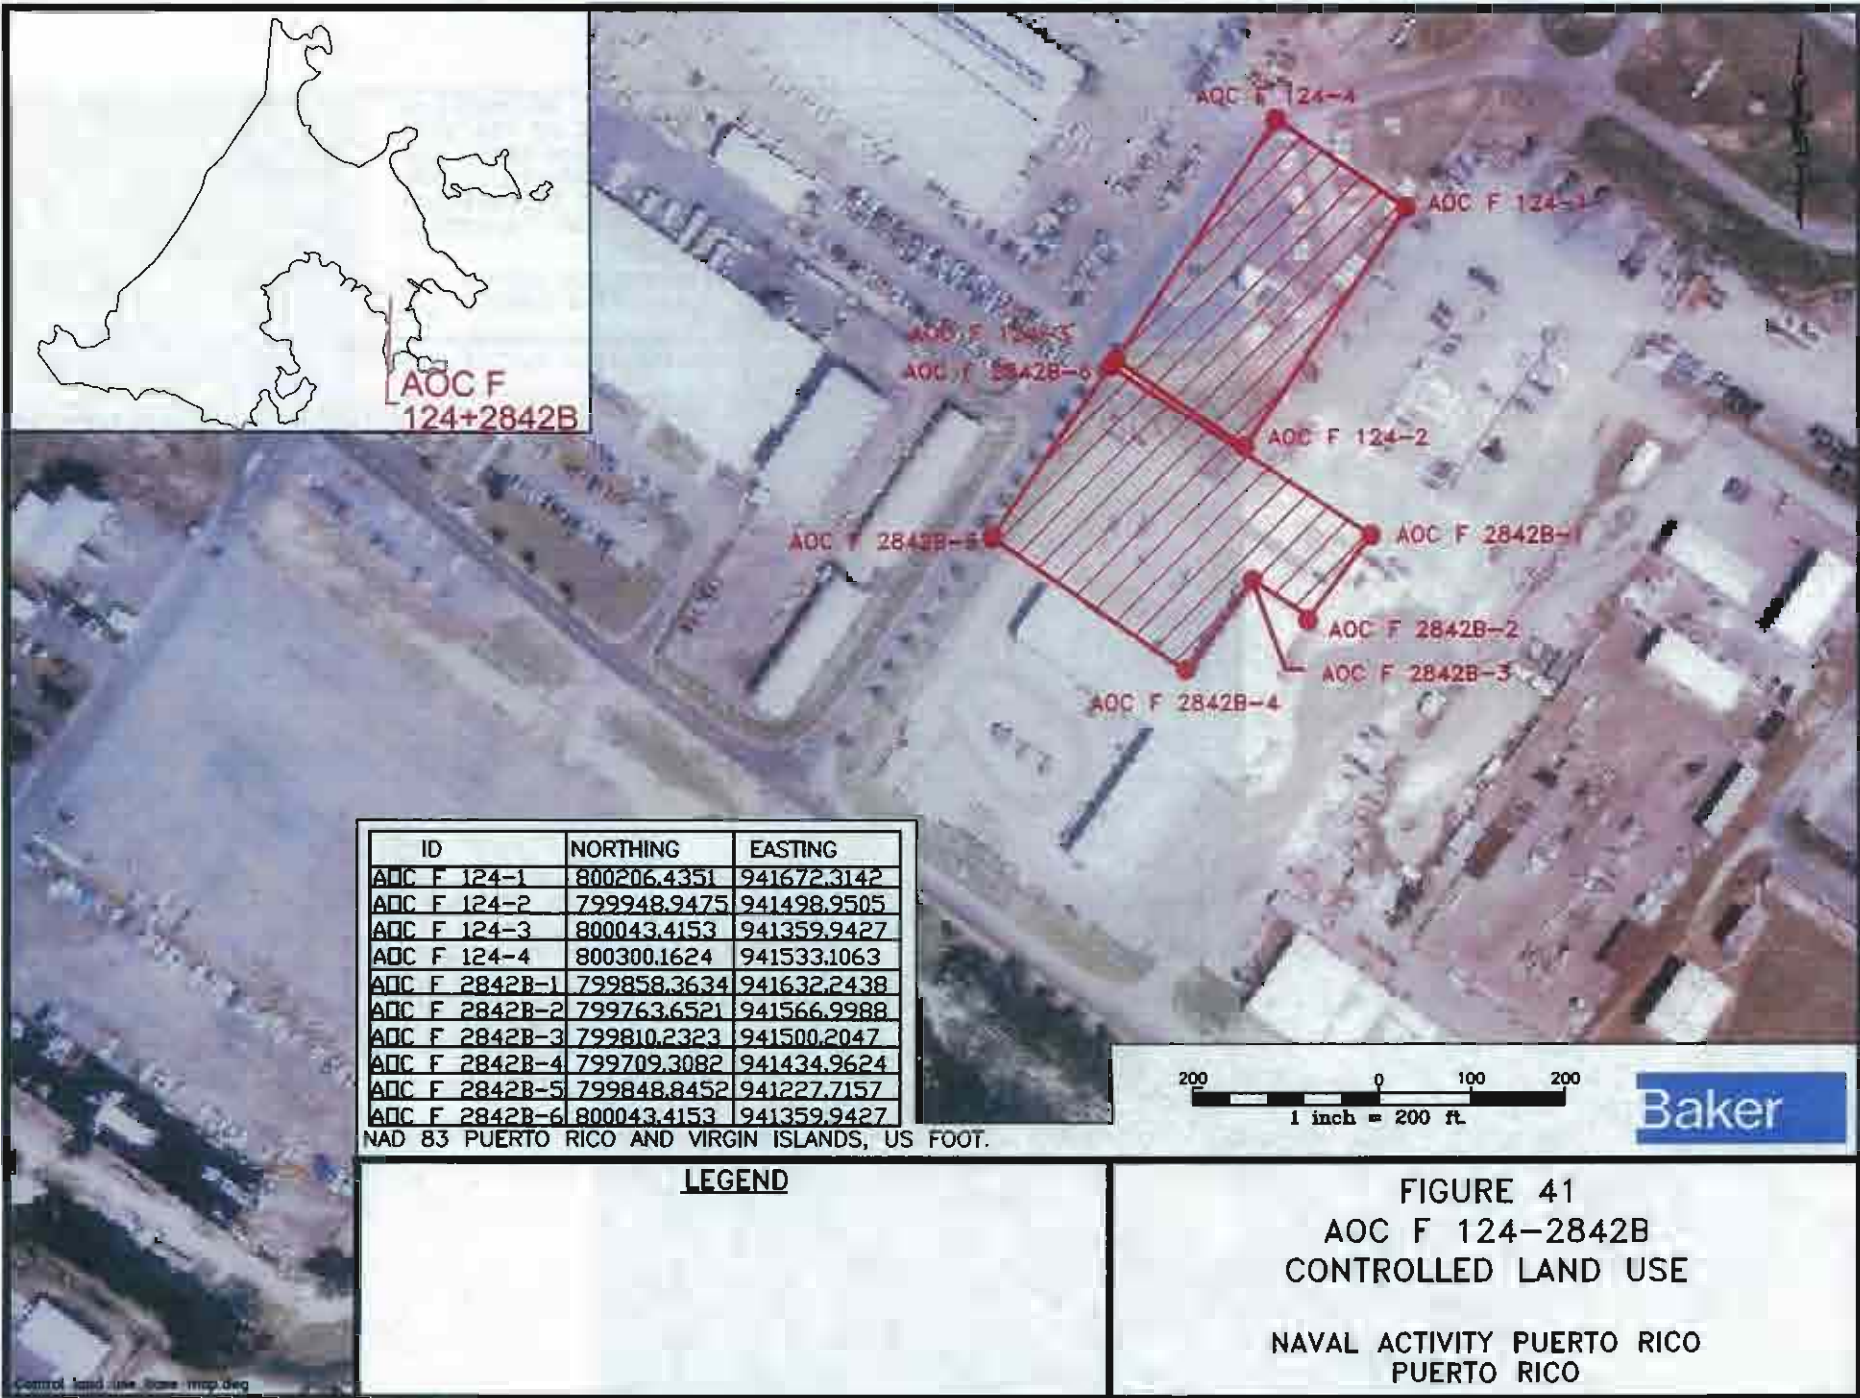 AOC F
124+2842B
AOC F 124-4
AOC F 124-1
AOC F 124-3
AOC F 2842B-6
AOC F 124-2
AOC F 2842B-5
AOC F 2842B-1
AOC F 2842B-2
AOC F 2842B-3
AOC F 2842B-4
ID NORTHING EASTING
AOC F 124-1 800206.4351 941672.3142
AOC F 124-2 799948.9475 941498.9505
AOC F 124-3 800043.4153 941359.9427
AOC F 124-4 800300.1624 941533.1063
AOC F 2842B-1 799858.3634 941632.2438
AOC F 2842B-2 799763.6521 941566.9988
AOC F 2842B-3 799810.2323 941500.2047
AOC F 2842B-4 799709.3082 941434.9624
AOC F 2842B-5 799848.8452 941227.7157
AOC F 2842B-6 800043.4153 941359.9427
NAD 83 PUERTO RICO AND VIRGIN ISLANDS, US FOOT.
200 0 100 200
1 inch = 200 ft.
Baker
LEGEND
FIGURE 41
AOC F 124-2842B
CONTROLLED LAND USE
NAVAL ACTIVITY PUERTO RICO
PUERTO RICO
Control land use base map.dwg